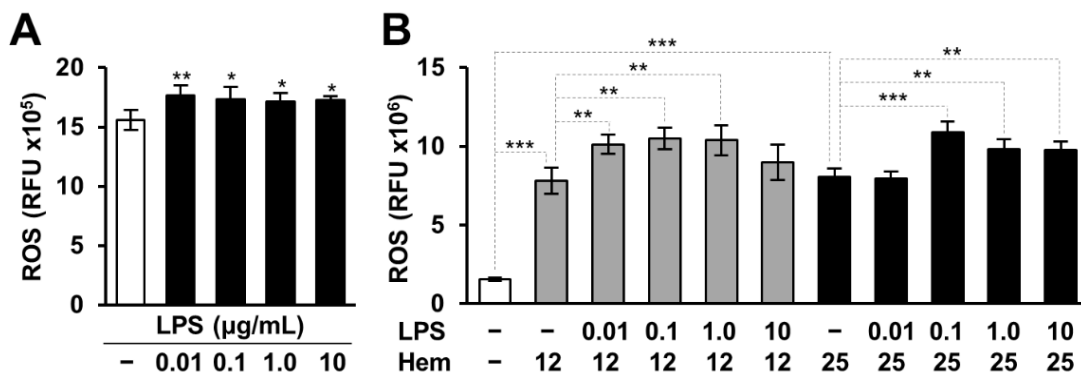 A
ROS (RFU x10⁵)
20
15
10
5
0
**
*
*
*
LPS (µg/mL)
– 0.01 0.1 1.0 10
B
ROS (RFU x10⁶)
15
10
5
0
***
***
**
**
**
***
**
**
LPS – – 0.01 0.1 1.0 10 – 0.01 0.1 1.0 10
Hem – 12 12 12 12 12 25 25 25 25 25